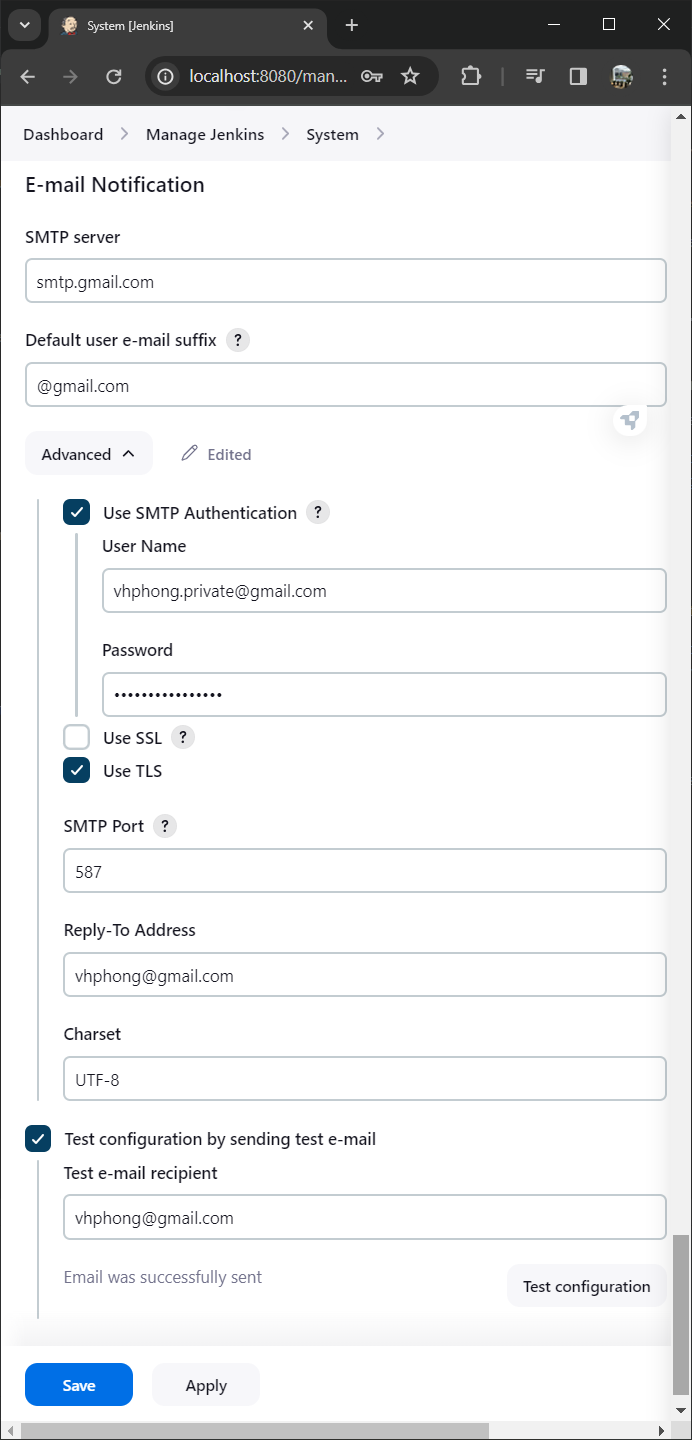 System [Jenkins]
localhost:8080/man...
Dashboard
Manage Jenkins
System
E-mail Notification
SMTP server
smtp.gmail.com
Default user e-mail suffix ?
@gmail.com
Advanced
Edited
Use SMTP Authentication ?
User Name
vhphong.private@gmail.com
Password
••••••••••••••••
Use SSL ?
Use TLS
SMTP Port ?
587
Reply-To Address
vhphong@gmail.com
Charset
UTF-8
Test configuration by sending test e-mail
Test e-mail recipient
vhphong@gmail.com
Email was successfully sent
Test configuration
Save
Apply